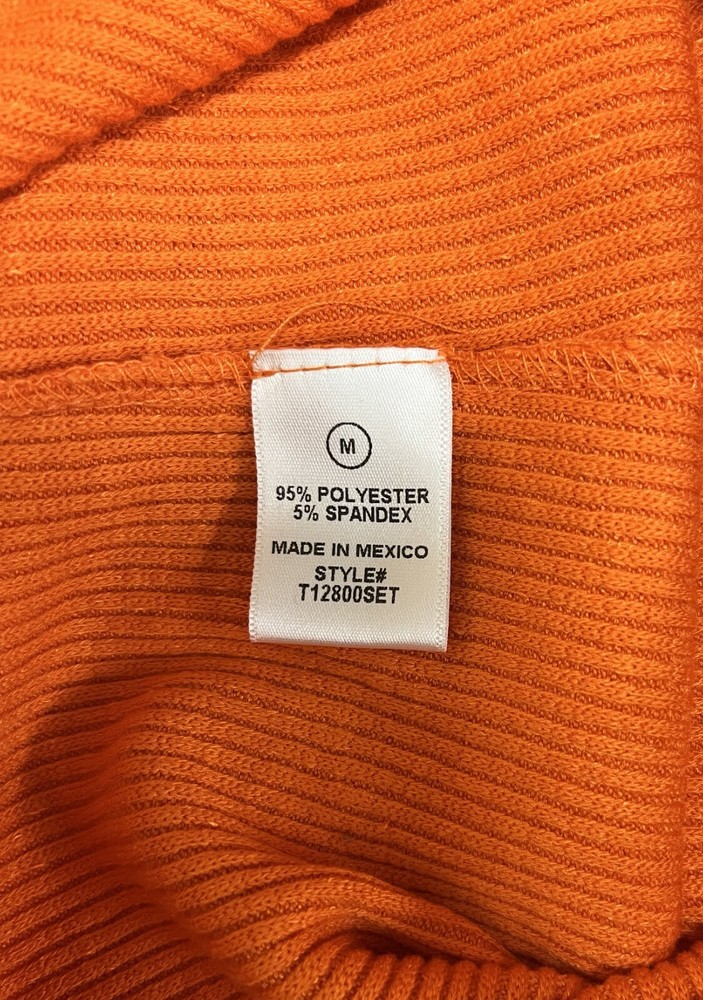 M
95% POLYESTER
5% SPANDEX
MADE IN MEXICO
STYLE#
T12800SET